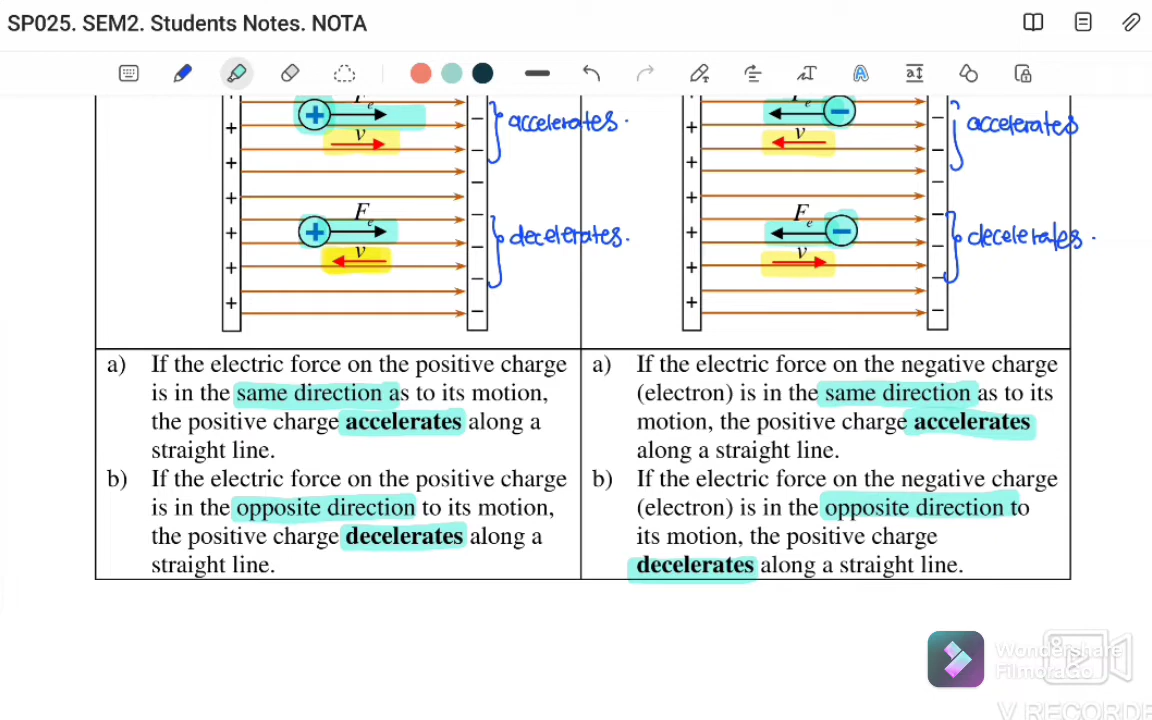 SP025. SEM2. Students Notes. NOTA
F e
v
accelerates.
F e
v
decelerates.
v
accelerates
F e
v
decelerates.
a) If the electric force on the positive charge
is in the same direction as to its motion,
the positive charge accelerates along a
straight line.
b) If the electric force on the positive charge
is in the opposite direction to its motion,
the positive charge decelerates along a
straight line.
a) If the electric force on the negative charge
(electron) is in the same direction as to its
motion, the positive charge accelerates
along a straight line.
b) If the electric force on the negative charge
(electron) is in the opposite direction to
its motion, the positive charge
decelerates along a straight line.
Wondershare
Filmora
V RECORDE